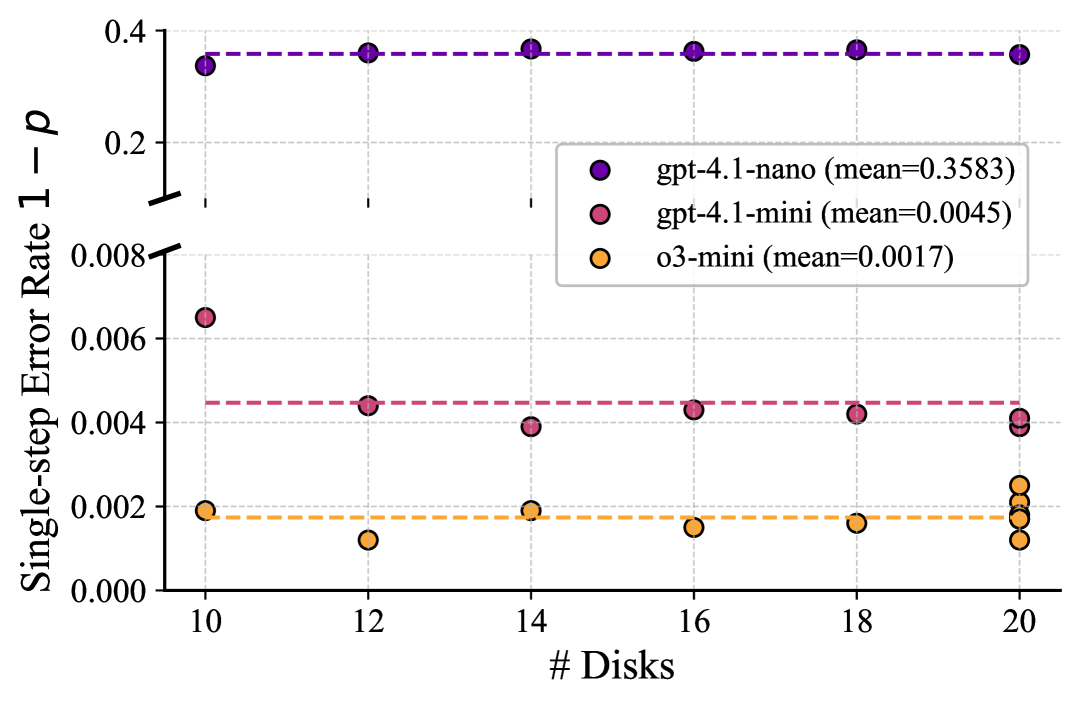 Single-step Error Rate 1 − p
0.4
0.2
0.008
0.006
0.004
0.002
0.000
gpt-4.1-nano (mean=0.3583)
gpt-4.1-mini (mean=0.0045)
o3-mini (mean=0.0017)
10 12 14 16 18 20
# Disks